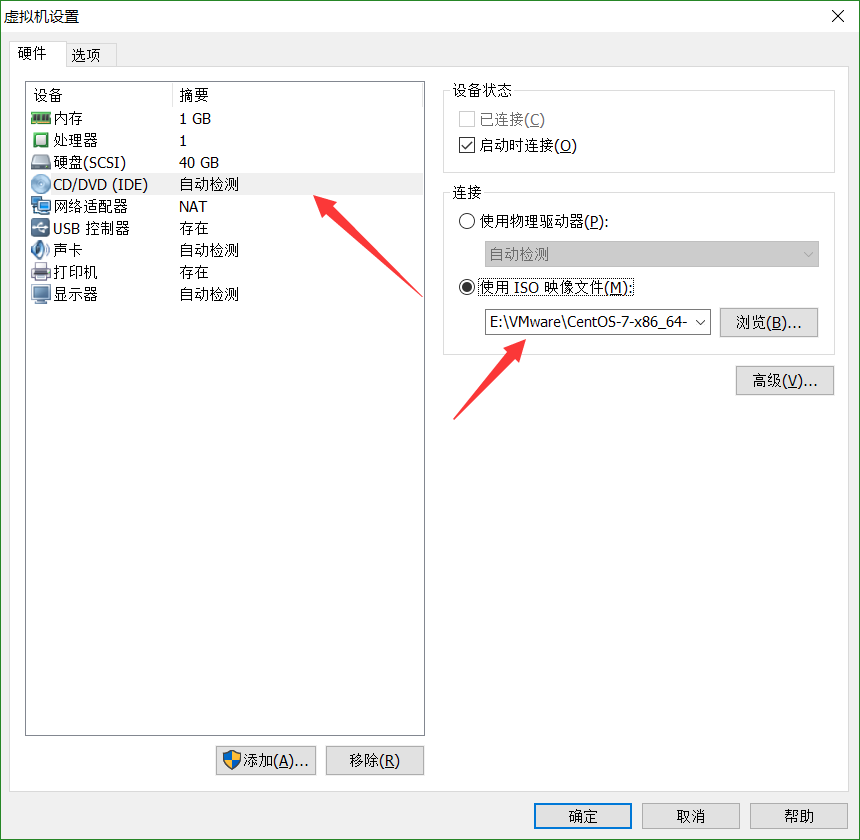 虚拟机设置
硬件 选项
设备 摘要
内存 1 GB
处理器 1
硬盘(SCSI) 40 GB
CD/DVD (IDE) 自动检测
网络适配器 NAT
USB 控制器 存在
声卡 自动检测
打印机 存在
显示器 自动检测
添加(A)... 移除(R)
设备状态
已连接(C)
启动时连接(O)
连接
使用物理驱动器(P):
自动检测
使用 ISO 映像文件(M):
E:\VMware\CentOS-7-x86_64- 浏览(B)...
高级(V)...
确定 取消 帮助